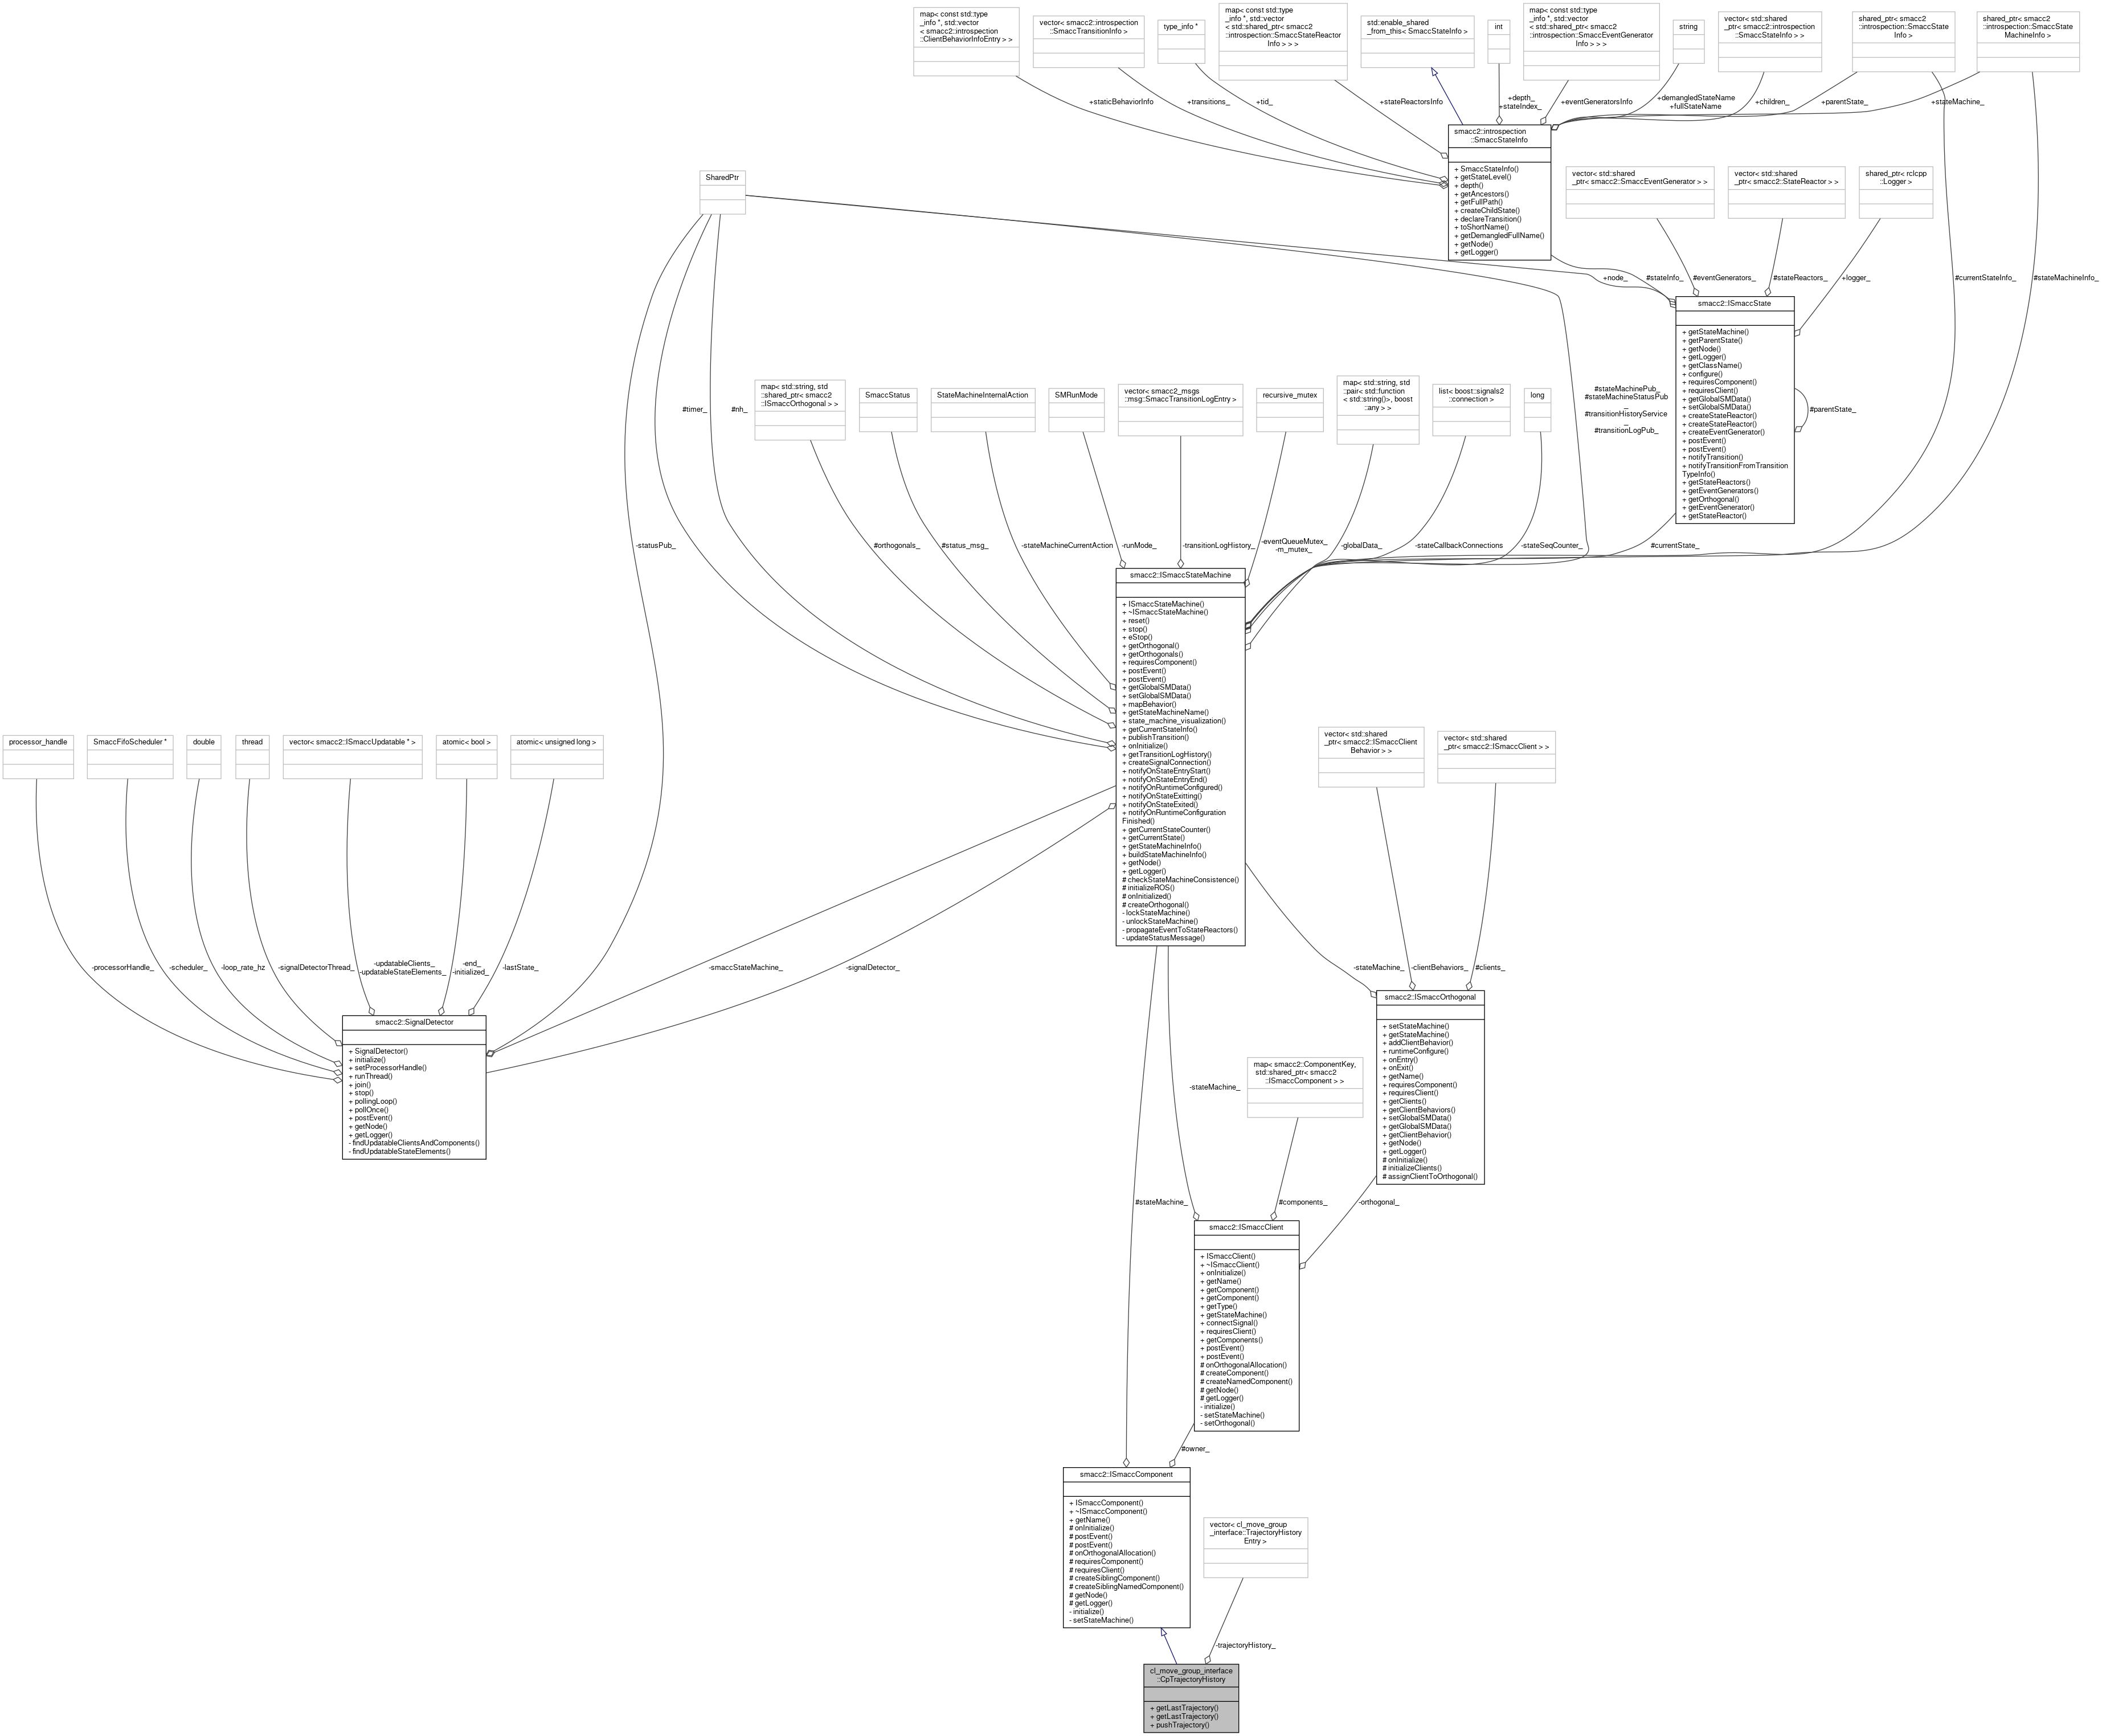 map< const std::type
_info *, std::vector
< smacc2::introspection
::ClientBehaviorInfoEntry > >
vector< smacc2::introspection
::SmaccTransitionInfo >
type_info *
map< const std::type
_info *, std::vector
< std::shared_ptr< smacc2
::introspection::SmaccStateReactor
Info > > >
std::enable_shared
_from_this< SmaccStateInfo >
int
map< const std::type
_info *, std::vector
< std::shared_ptr< smacc2
::introspection::SmaccEventGenerator
Info > > >
string
vector< std::shared
_ptr< smacc2::introspection
::SmaccStateInfo > >
shared_ptr< smacc2
::introspection::SmaccState
Info >
shared_ptr< smacc2
::introspection::SmaccState
MachineInfo >
+staticBehaviorInfo
+transitions_
+tid_
+stateReactorsInfo
+depth_
+stateIndex_
+eventGeneratorsInfo
+demangledStateName
+fullStateName
+children_
+parentState_
+stateMachine_
smacc2::introspection
::SmaccStateInfo
+ SmaccStateInfo()
+ getStateLevel()
+ depth()
+ getAncestors()
+ getFullPath()
+ createChildState()
+ declareTransition()
+ toShortName()
+ getDemangledFullName()
+ getNode()
+ getLogger()
SharedPtr
vector< std::shared
_ptr< smacc2::SmaccEventGenerator > >
vector< std::shared
_ptr< smacc2::StateReactor > >
shared_ptr< rclcpp
::Logger >
+node_
#stateInfo_
#eventGenerators_
#stateReactors_
+logger_
#currentStateInfo_
#stateMachineInfo_
smacc2::ISmaccState
+ getStateMachine()
+ getParentState()
+ getNode()
+ getLogger()
+ getClassName()
+ configure()
+ requiresComponent()
+ requiresClient()
+ getGlobalSMData()
+ setGlobalSMData()
+ createStateReactor()
+ createStateReactor()
+ createEventGenerator()
+ postEvent()
+ postEvent()
+ notifyTransition()
+ notifyTransitionFromTransition
TypeInfo()
+ getStateReactors()
+ getEventGenerators()
+ getOrthogonal()
+ getEventGenerator()
+ getStateReactor()
#parentState_
#timer_
#nh_
map< std::string, std
::shared_ptr< smacc2
::ISmaccOrthogonal > >
SmaccStatus
StateMachineInternalAction
SMRunMode
vector< smacc2_msgs
::msg::SmaccTransitionLogEntry >
recursive_mutex
map< std::string, std
::pair< std::function
< std::string()>, boost
::any > >
list< boost::signals2
::connection >
long
#stateMachinePub_
#stateMachineStatusPub
_
#transitionHistoryService
_
#transitionLogPub_
-statusPub_
#orthogonals_
#status_msg_
-stateMachineCurrentAction
-runMode_
-transitionLogHistory_
-eventQueueMutex_
-m_mutex_
-globalData_
-stateCallbackConnections
-stateSeqCounter_
#currentState_
smacc2::ISmaccStateMachine
+ ISmaccStateMachine()
+ ~ISmaccStateMachine()
+ reset()
+ stop()
+ eStop()
+ getOrthogonal()
+ getOrthogonals()
+ requiresComponent()
+ postEvent()
+ postEvent()
+ getGlobalSMData()
+ setGlobalSMData()
+ mapBehavior()
+ getStateMachineName()
+ state_machine_visualization()
+ getCurrentStateInfo()
+ publishTransition()
+ onInitialize()
+ getTransitionLogHistory()
+ createSignalConnection()
+ notifyOnStateEntryStart()
+ notifyOnStateEntryEnd()
+ notifyOnRuntimeConfigured()
+ notifyOnStateExitting()
+ notifyOnStateExited()
+ notifyOnRuntimeConfiguration
Finished()
+ getCurrentStateCounter()
+ getCurrentState()
+ getStateMachineInfo()
+ buildStateMachineInfo()
+ getNode()
+ getLogger()
# checkStateMachineConsistence()
# initializeROS()
# onInitialized()
# createOrthogonal()
- lockStateMachine()
- unlockStateMachine()
- propagateEventToStateReactors()
- updateStatusMessage()
processor_handle
SmaccFifoScheduler *
double
thread
vector< smacc2::ISmaccUpdatable * >
atomic< bool >
atomic< unsigned long >
vector< std::shared
_ptr< smacc2::ISmaccClient
Behavior > >
vector< std::shared
_ptr< smacc2::ISmaccClient > >
-processorHandle_
-scheduler_
-loop_rate_hz
-signalDetectorThread_
-updatableClients_
-updatableStateElements_
-end_
-initialized_
-lastState_
-smaccStateMachine_
-signalDetector_
-stateMachine_
-clientBehaviors_
#clients_
smacc2::SignalDetector
+ SignalDetector()
+ initialize()
+ setProcessorHandle()
+ runThread()
+ join()
+ stop()
+ pollingLoop()
+ pollOnce()
+ postEvent()
+ getNode()
+ getLogger()
- findUpdatableClientsAndComponents()
- findUpdatableStateElements()
smacc2::ISmaccOrthogonal
+ setStateMachine()
+ getStateMachine()
+ addClientBehavior()
+ runtimeConfigure()
+ onEntry()
+ onExit()
+ getName()
+ requiresComponent()
+ requiresClient()
+ getClients()
+ getClientBehaviors()
+ setGlobalSMData()
+ getGlobalSMData()
+ getClientBehavior()
+ getNode()
+ getLogger()
# onInitialize()
# initializeClients()
# assignClientToOrthogonal()
map< smacc2::ComponentKey,
std::shared_ptr< smacc2
::ISmaccComponent > >
-stateMachine_
#stateMachine_
#components_
-orthogonal_
smacc2::ISmaccClient
+ ISmaccClient()
+ ~ISmaccClient()
+ onInitialize()
+ getName()
+ getComponent()
+ getComponent()
+ getType()
+ getStateMachine()
+ connectSignal()
+ requiresClient()
+ getComponents()
+ postEvent()
+ postEvent()
# onOrthogonalAllocation()
# createComponent()
# createNamedComponent()
# getNode()
# getLogger()
- initialize()
- setStateMachine()
- setOrthogonal()
#owner_
smacc2::ISmaccComponent
+ ISmaccComponent()
+ ~ISmaccComponent()
+ getName()
# onInitialize()
# postEvent()
# postEvent()
# onOrthogonalAllocation()
# requiresComponent()
# requiresClient()
# createSiblingComponent()
# createSiblingNamedComponent()
# getNode()
# getLogger()
- initialize()
- setStateMachine()
vector< cl_move_group
_interface::TrajectoryHistory
Entry >
-trajectoryHistory_
cl_move_group_interface
::CpTrajectoryHistory
+ getLastTrajectory()
+ getLastTrajectory()
+ pushTrajectory()